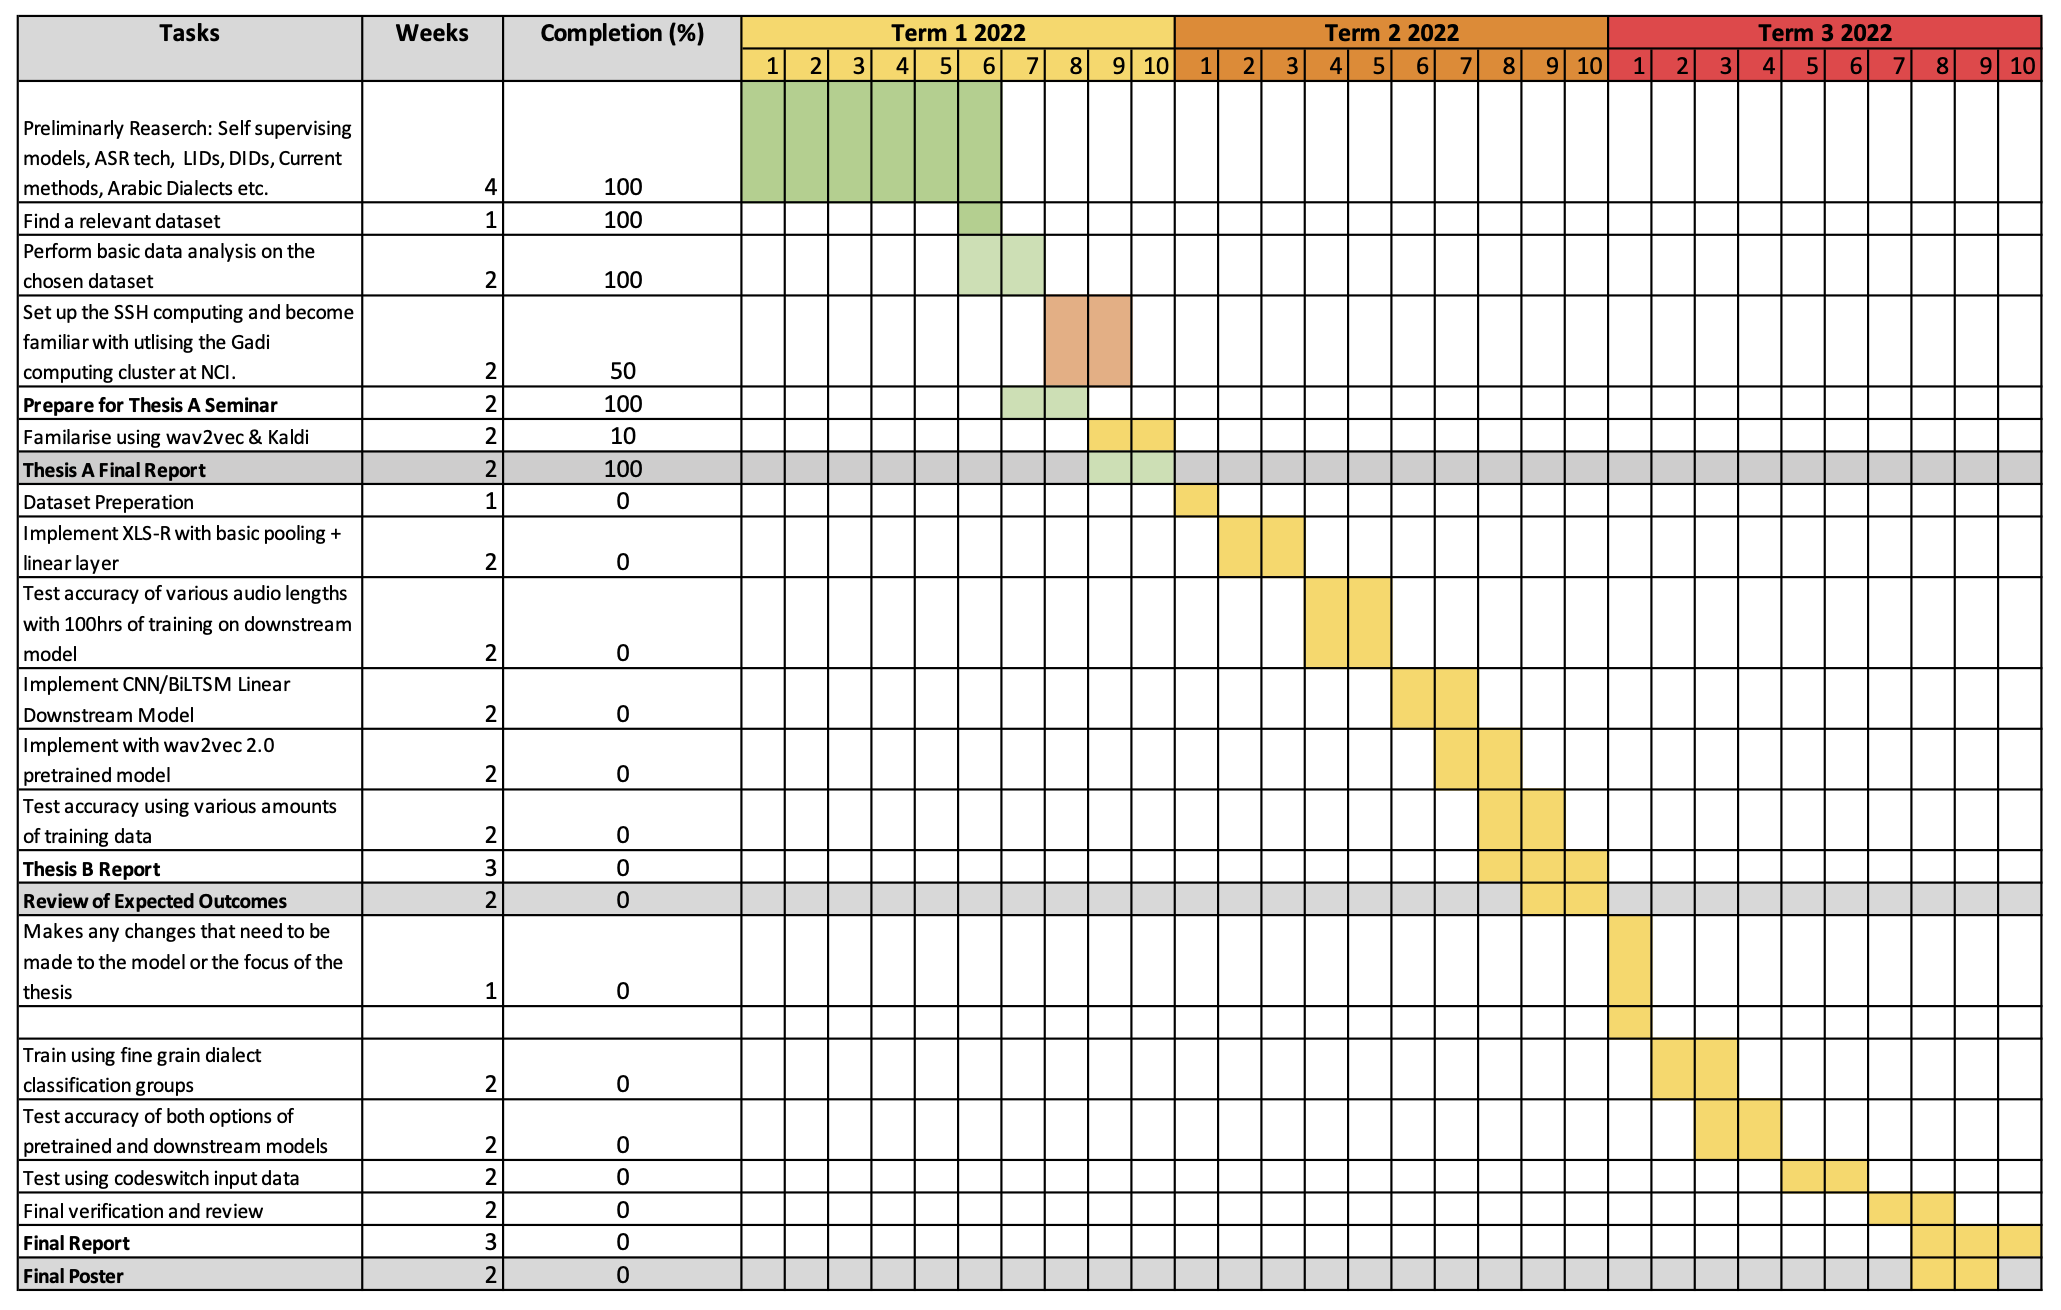 Tasks Weeks Completion (%) Term 1 2022 Term 2 2022 Term 3 2022
1 2 3 4 5 6 7 8 9 10 1 2 3 4 5 6 7 8 9 10 1 2 3 4 5 6 7 8 9 10
Preliminarly Reaserch: Self supervising
models, ASR tech, LIDs, DIDs, Current
methods, Arabic Dialects etc. 4 100
Find a relevant dataset 1 100
Perform basic data analysis on the
chosen dataset 2 100
Set up the SSH computing and become
familiar with utlising the Gadi
computing cluster at NCI. 2 50
Prepare for Thesis A Seminar 2 100
Familarise using wav2vec & Kaldi 2 10
Thesis A Final Report 2 100
Dataset Preperation 1 0
Implement XLS-R with basic pooling +
linear layer 2 0
Test accuracy of various audio lengths
with 100hrs of training on downstream
model 2 0
Implement CNN/BiLTSM Linear
Downstream Model 2 0
Implement with wav2vec 2.0
pretrained model 2 0
Test accuracy using various amounts
of training data 2 0
Thesis B Report 3 0
Review of Expected Outcomes 2 0
Makes any changes that need to be
made to the model or the focus of the
thesis 1 0
Train using fine grain dialect
classification groups 2 0
Test accuracy of both options of
pretrained and downstream models 2 0
Test using codeswitch input data 2 0
Final verification and review 2 0
Final Report 3 0
Final Poster 2 0